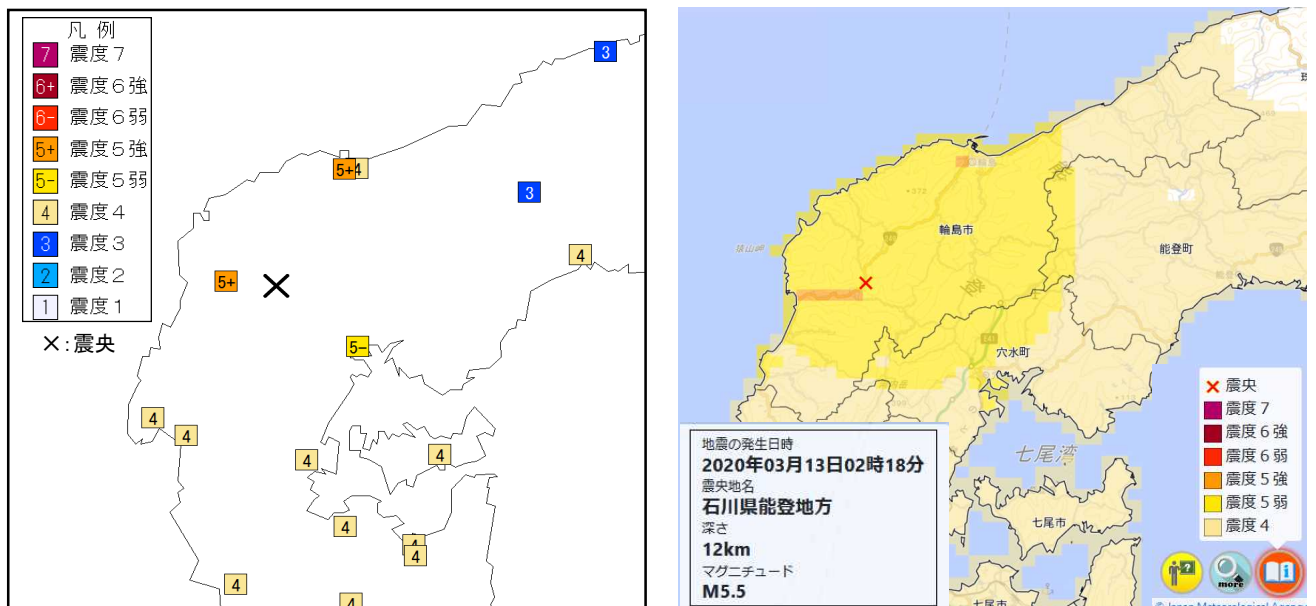 凡 例
7 震度７
6+ 震度６強
6- 震度６弱
5+ 震度５強
5- 震度５弱
4 震度４
3 震度３
2 震度２
1 震度１
×：震央
3
5+
4
3
4
5+
5-
4
4
4
4
4
4
4
4
4
猿山岬
輪島市
能登町
穴水町
七尾湾
七尾市
七尾市
地震の発生日時
2020年03月13日02時18分
震央地名
石川県能登地方
深さ
12km
マグニチュード
M5.5
× 震央
震度７
震度６強
震度６弱
震度５強
震度５弱
震度４
more